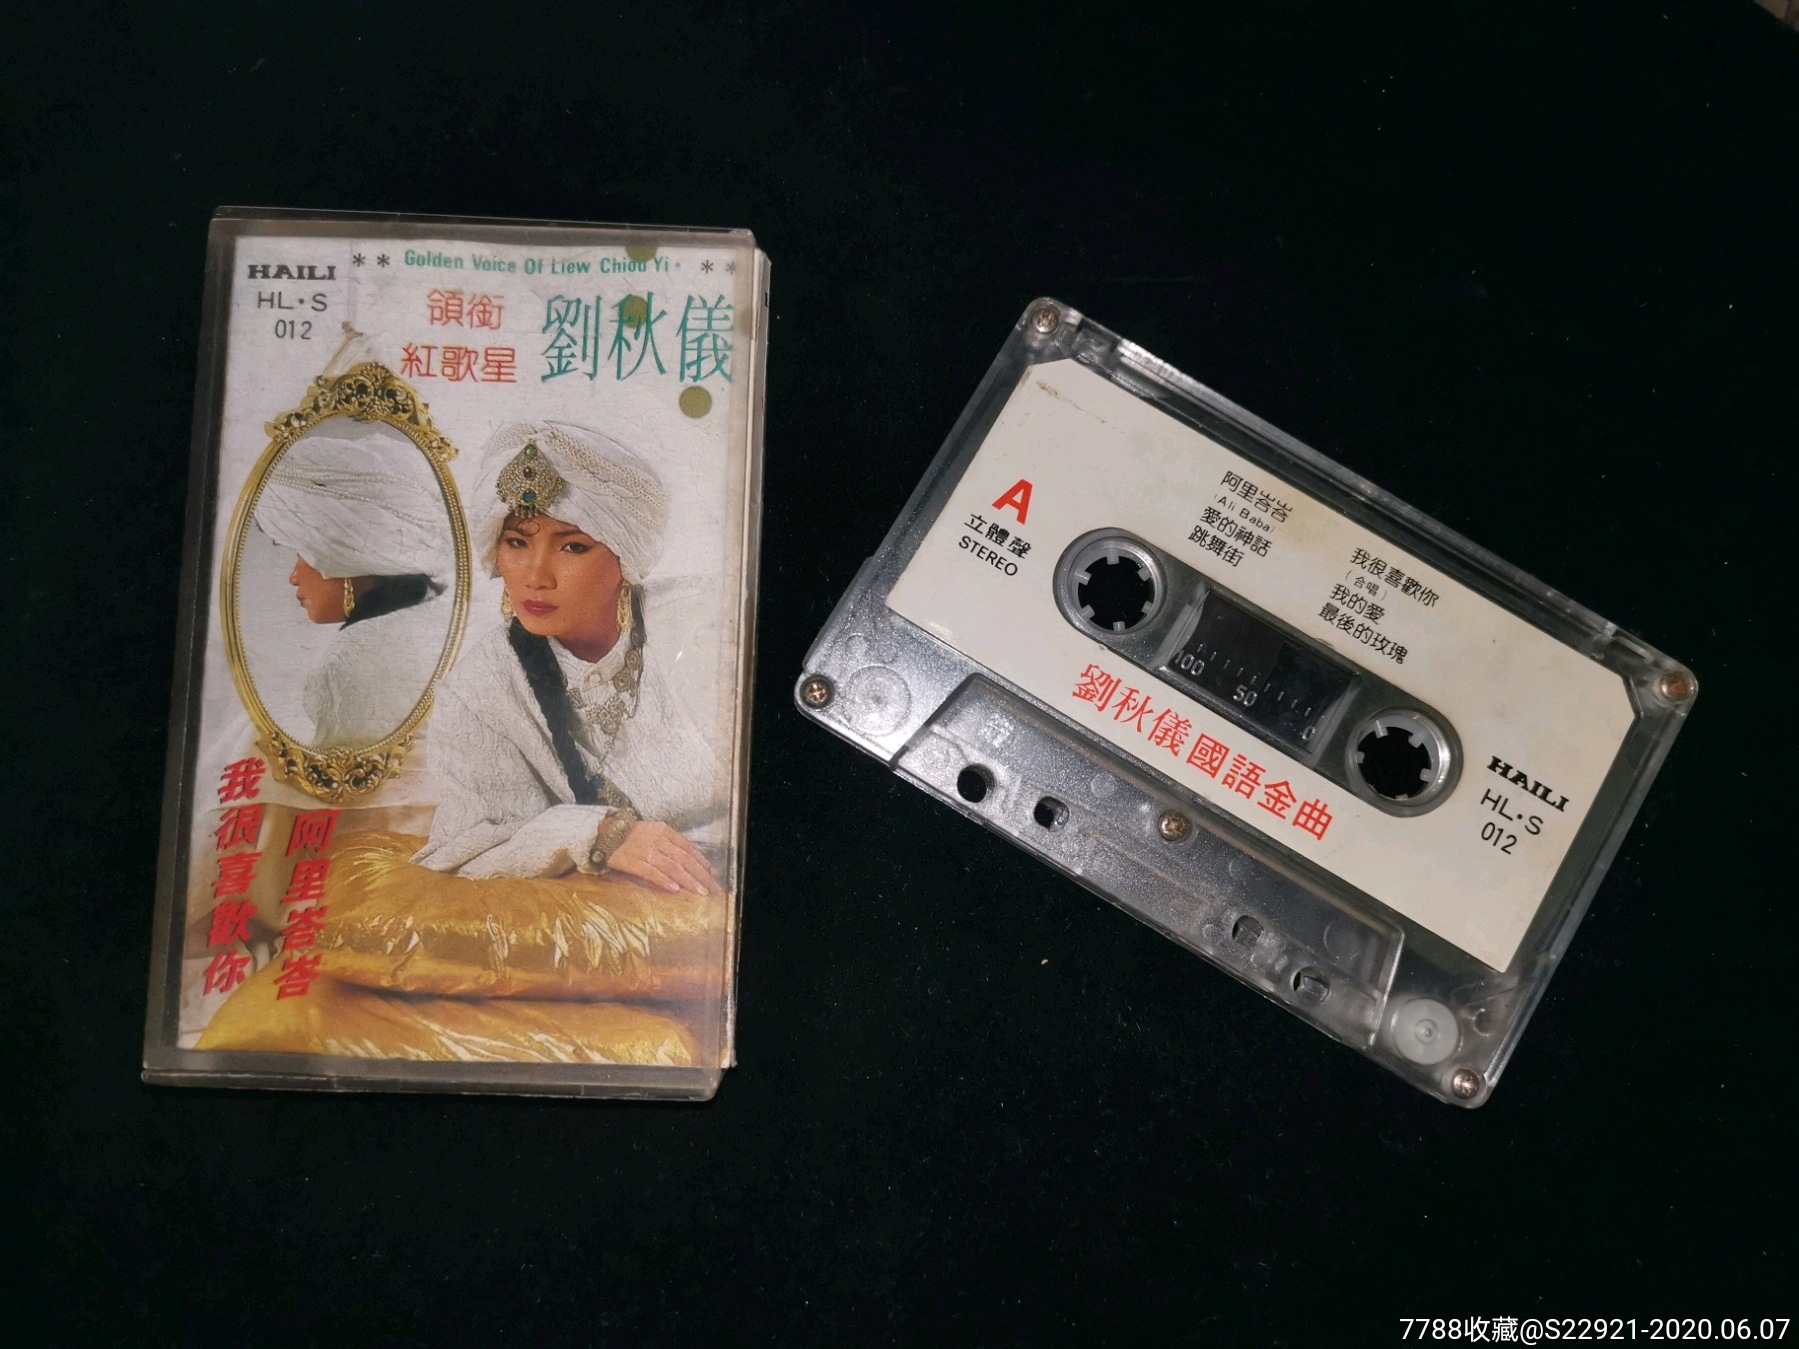 HAILI
HL·S
012
** Golden Voice Of Liew Chiou Yi· **
領銜
紅歌星
劉秋儀
我很喜歡你
阿里峇峇
A
立體聲
STEREO
阿里峇峇
(Ali Baba)
愛的神話
跳舞街
我很喜歡你
(合唱)
我的愛
最後的玫瑰
100 50 0
劉秋儀國語金曲
HAILI
HL·S
012
7788收藏@S22921-2020.06.07